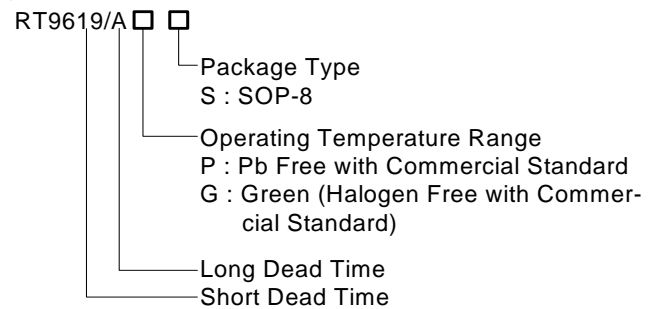 RT9619/A
Package Type
S : SOP-8
Operating Temperature Range
P : Pb Free with Commercial Standard
G : Green (Halogen Free with Commer-
cial Standard)
Long Dead Time
Short Dead Time